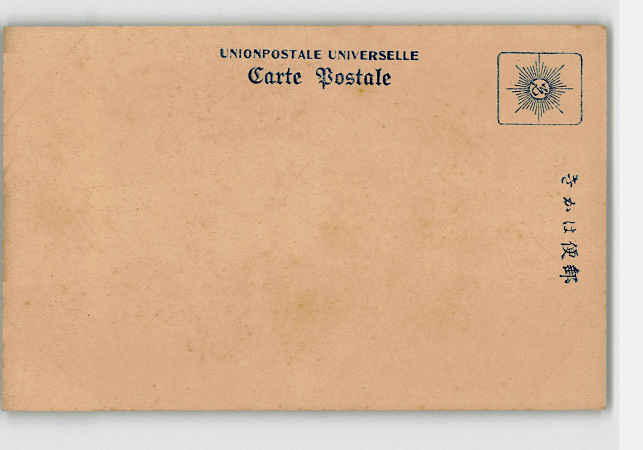 UNIONPOSTALE UNIVERSELLE
Carte Postale
きかは便郵